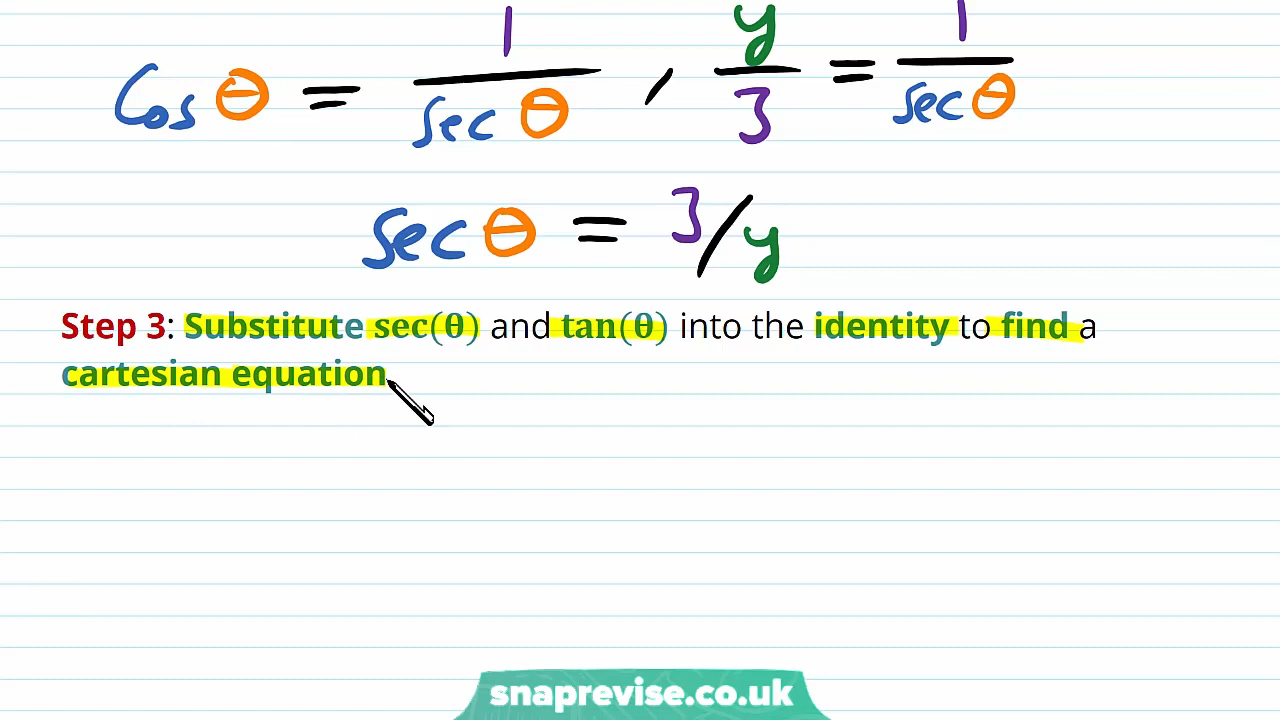 cos θ = 1/sec θ , y/3 = 1/sec θ
sec θ = 3/y
Step 3: Substitute sec(θ) and tan(θ) into the identity to find a
cartesian equation
snaprevise.co.uk